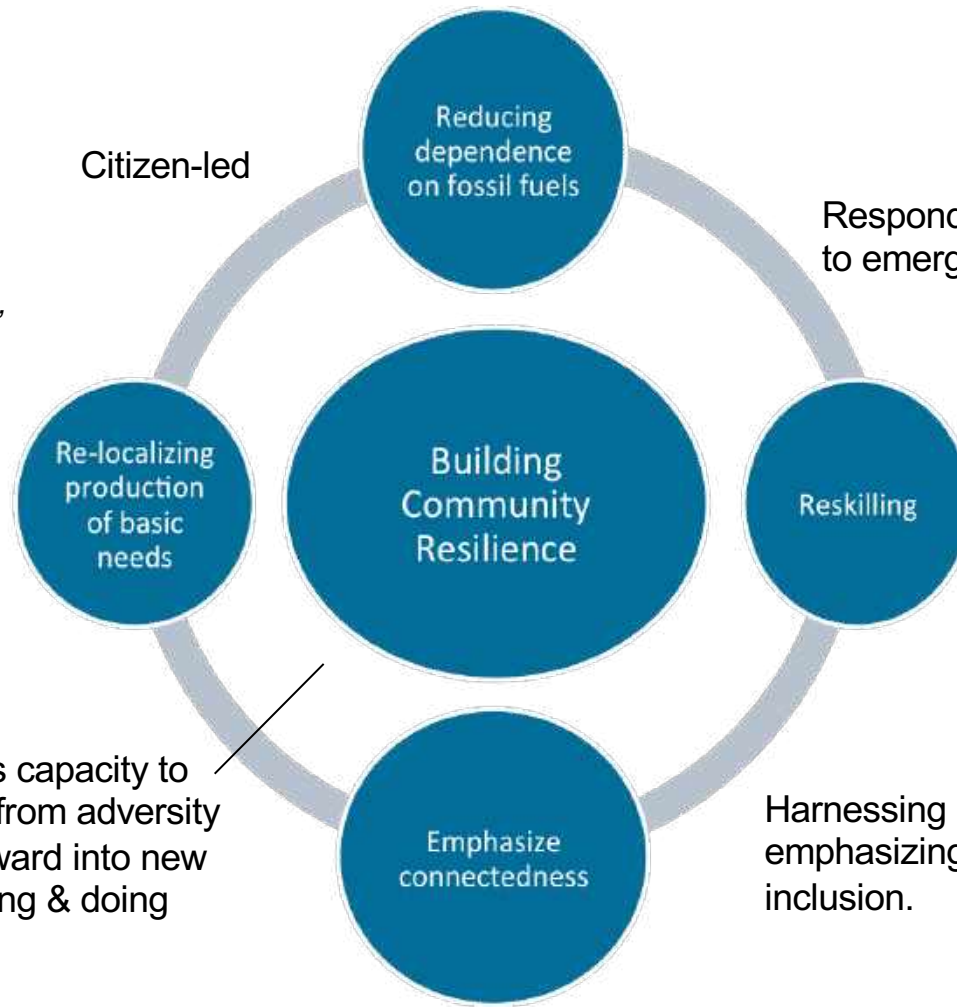 Reducing
dependence
on fossil fuels
Citizen-led
Respond
to emerg
,
Re-localizing
production
of basic
needs
Building
Community
Resilience
Reskilling
s capacity to
from adversity
ward into new
ng & doing
Emphasize
connectedness
Harnessing
emphasizing
inclusion.